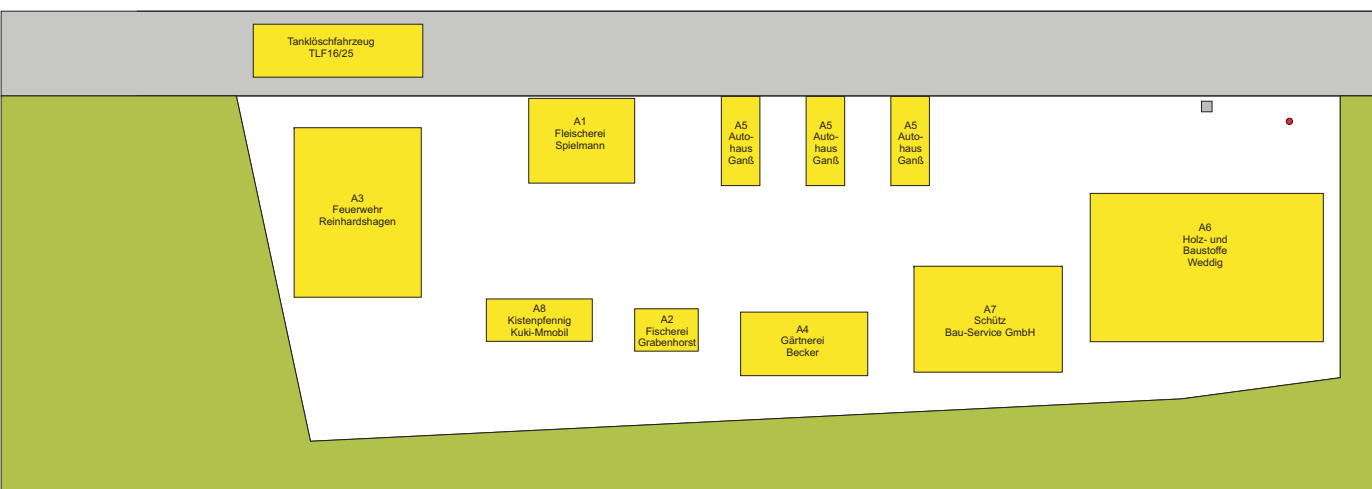 Tanklöschfahrzeug
TLF16/25
A1
Fleischerei
Spielmann
A5
Auto-
haus
Ganß
A5
Auto-
haus
Ganß
A5
Auto-
haus
Ganß
A3
Feuerwehr
Reinhardshagen
A6
Holz- und
Baustoffe
Weddig
A8
Kistenpfennig
Kuki-Mmobil
A2
Fischerei
Grabenhorst
A4
Gärtnerei
Becker
A7
Schütz
Bau-Service GmbH